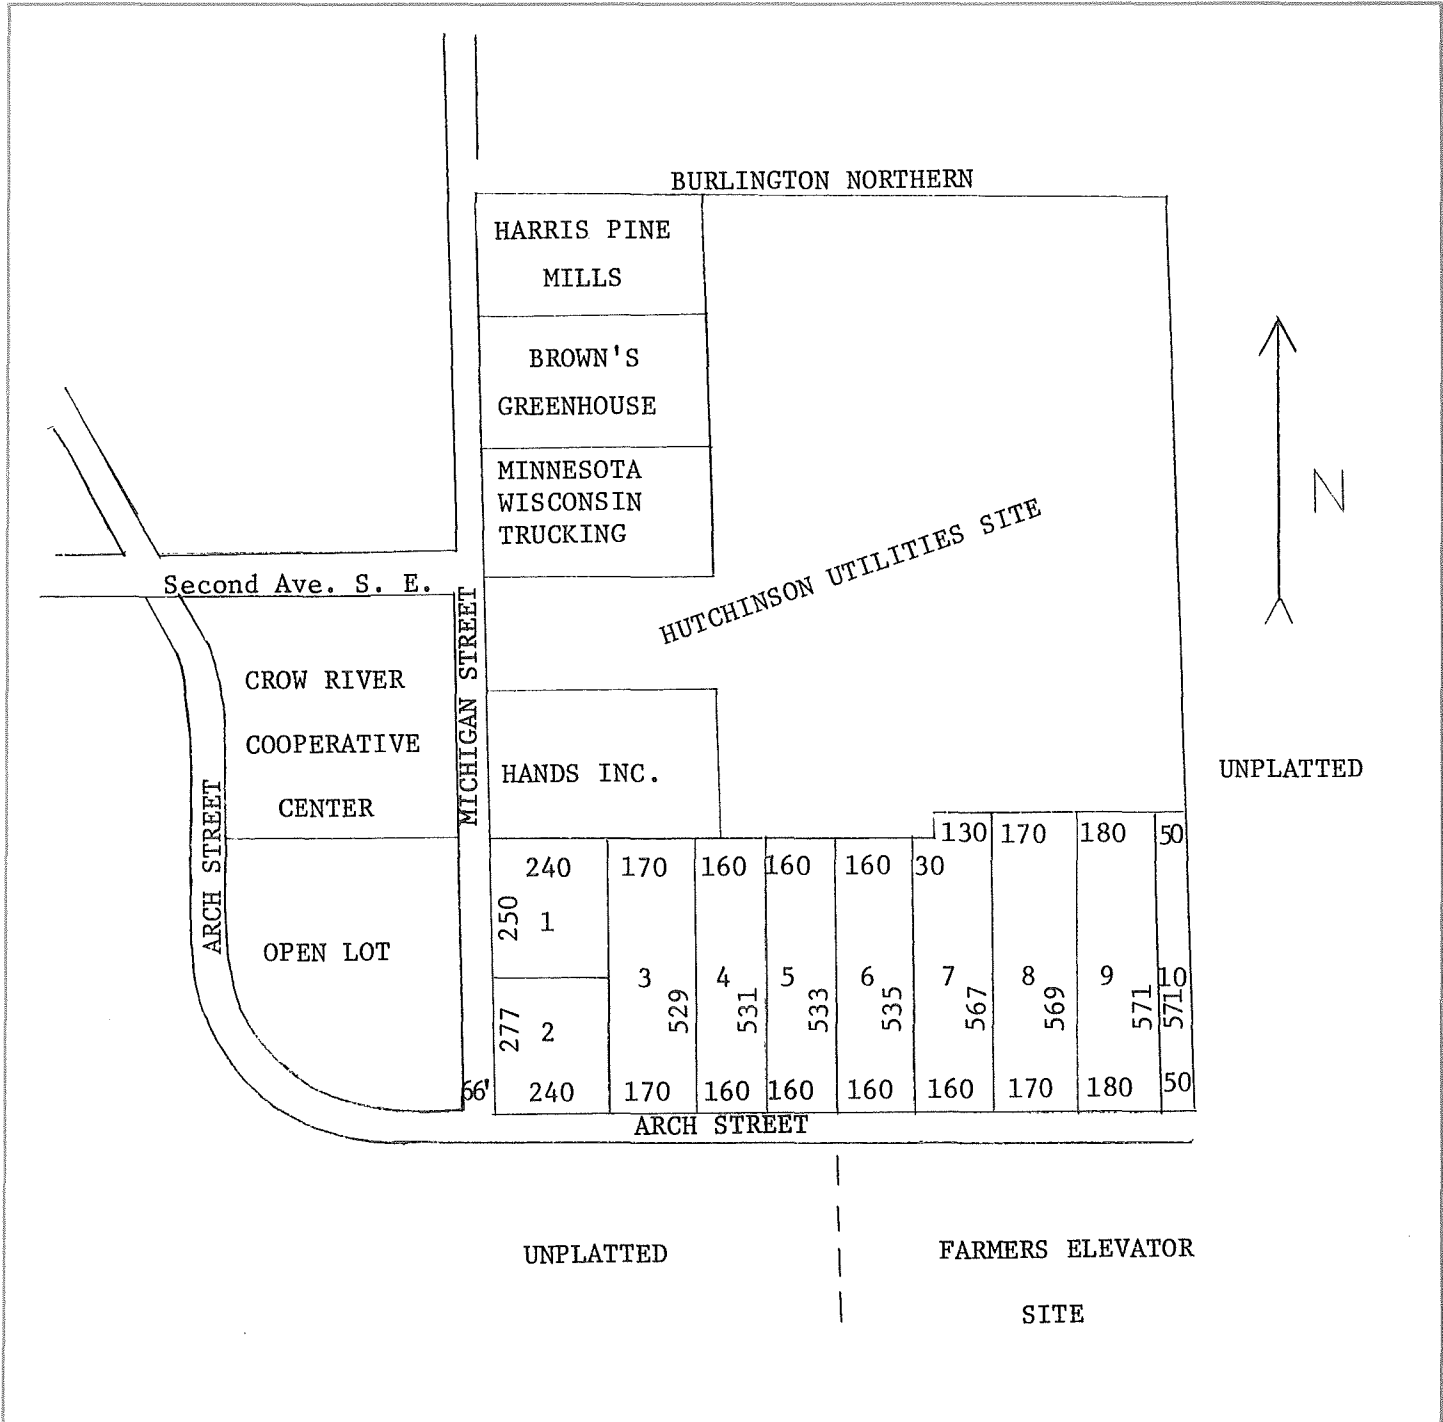 BURLINGTON NORTHERN
HARRIS PINE
MILLS
BROWN'S
GREENHOUSE
MINNESOTA
WISCONSIN
TRUCKING
N
HUTCHINSON UTILITIES SITE
Second Ave. S. E.
MICHIGAN STREET
CROW RIVER
COOPERATIVE
CENTER
HANDS INC.
UNPLATTED
ARCH STREET
OPEN LOT
130 170 180 50
240 170 160 160 160 30
250 1
3 4 5 6 7 8 9 10
529 531 533 535 567 569 571 571
277 2
66' 240 170 160 160 160 160 170 180 50
ARCH STREET
UNPLATTED
FARMERS ELEVATOR
SITE